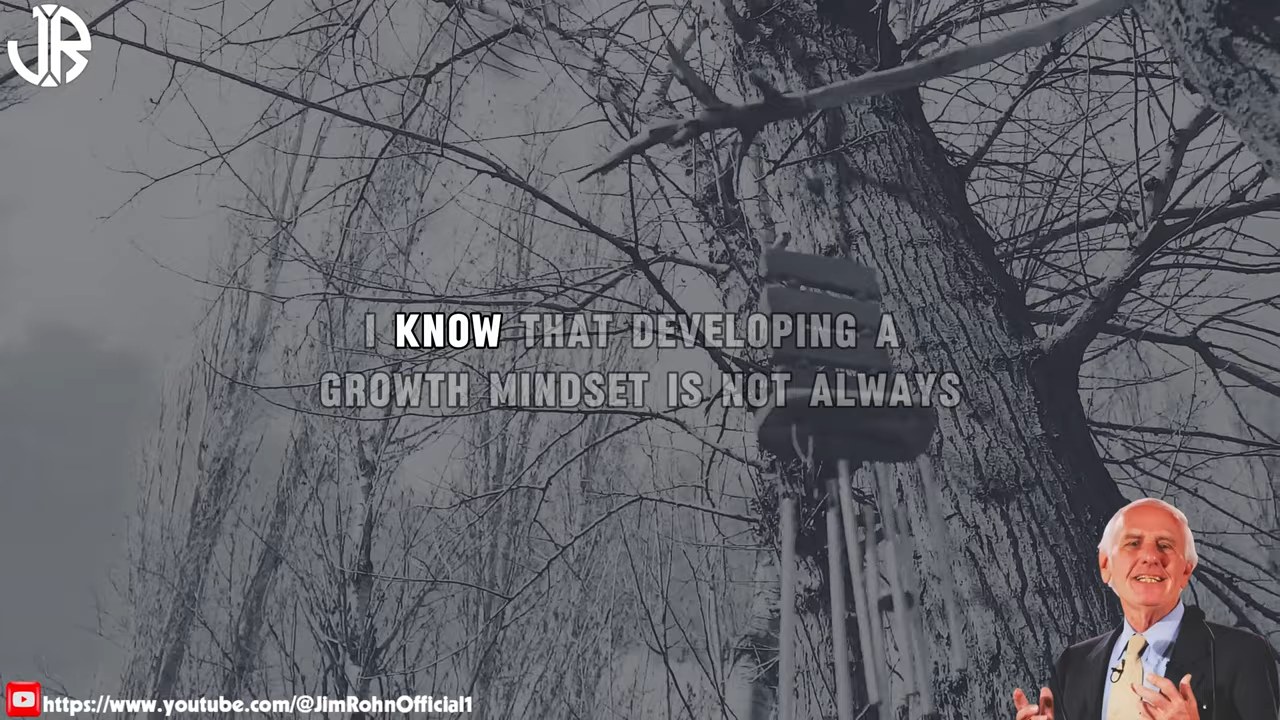 JR
I KNOW THAT DEVELOPING A
GROWTH MINDSET IS NOT ALWAYS
https://www.youtube.com/@JimRohnOfficial1